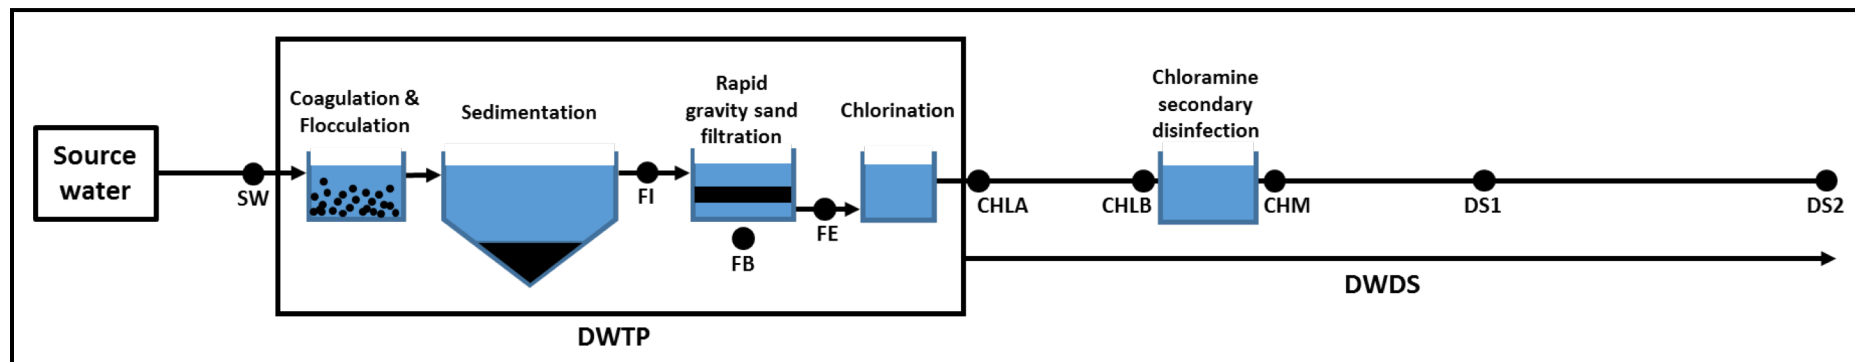 Source
water
SW
Coagulation &
Flocculation
Sedimentation
FI
Rapid
gravity sand
filtration
FB
FE
Chlorination
DWTP
CHLA
CHLB
Chloramine
secondary
disinfection
CHM
DS1
DS2
DWDS